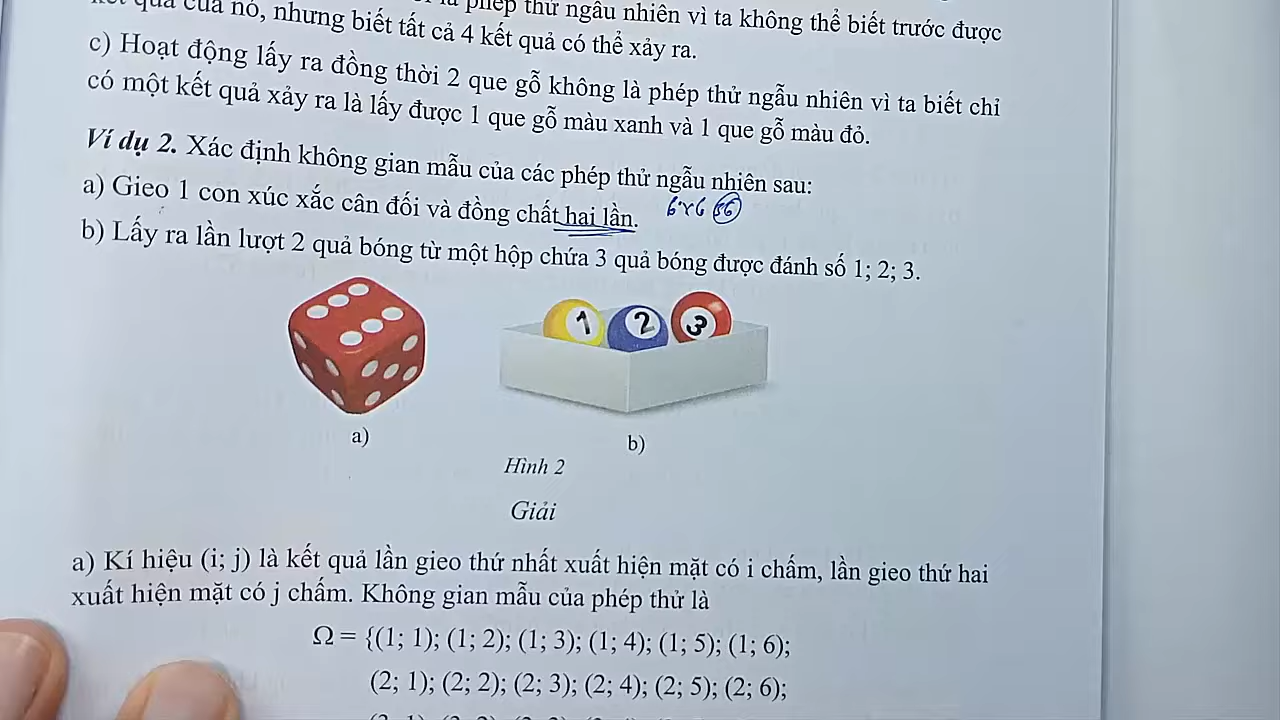 quả của nó, nhưng biết tất cả 4 kết quả có thể xảy ra.
là phép thử ngẫu nhiên vì ta không thể biết trước được
c) Hoạt động lấy ra đồng thời 2 que gỗ không là phép thử ngẫu nhiên vì ta biết chỉ
có một kết quả xảy ra là lấy được 1 que gỗ màu xanh và 1 que gỗ màu đỏ.
Ví dụ 2. Xác định không gian mẫu của các phép thử ngẫu nhiên sau:
a) Gieo 1 con xúc xắc cân đối và đồng chất hai lần. 6x6 36
b) Lấy ra lần lượt 2 quả bóng từ một hộp chứa 3 quả bóng được đánh số 1; 2; 3.
1 2 3
a) b)
Hình 2
Giải
a) Kí hiệu (i; j) là kết quả lần gieo thứ nhất xuất hiện mặt có i chấm, lần gieo thứ hai
xuất hiện mặt có j chấm. Không gian mẫu của phép thử là
Ω = {(1; 1); (1; 2); (1; 3); (1; 4); (1; 5); (1; 6);
(2; 1); (2; 2); (2; 3); (2; 4); (2; 5); (2; 6);